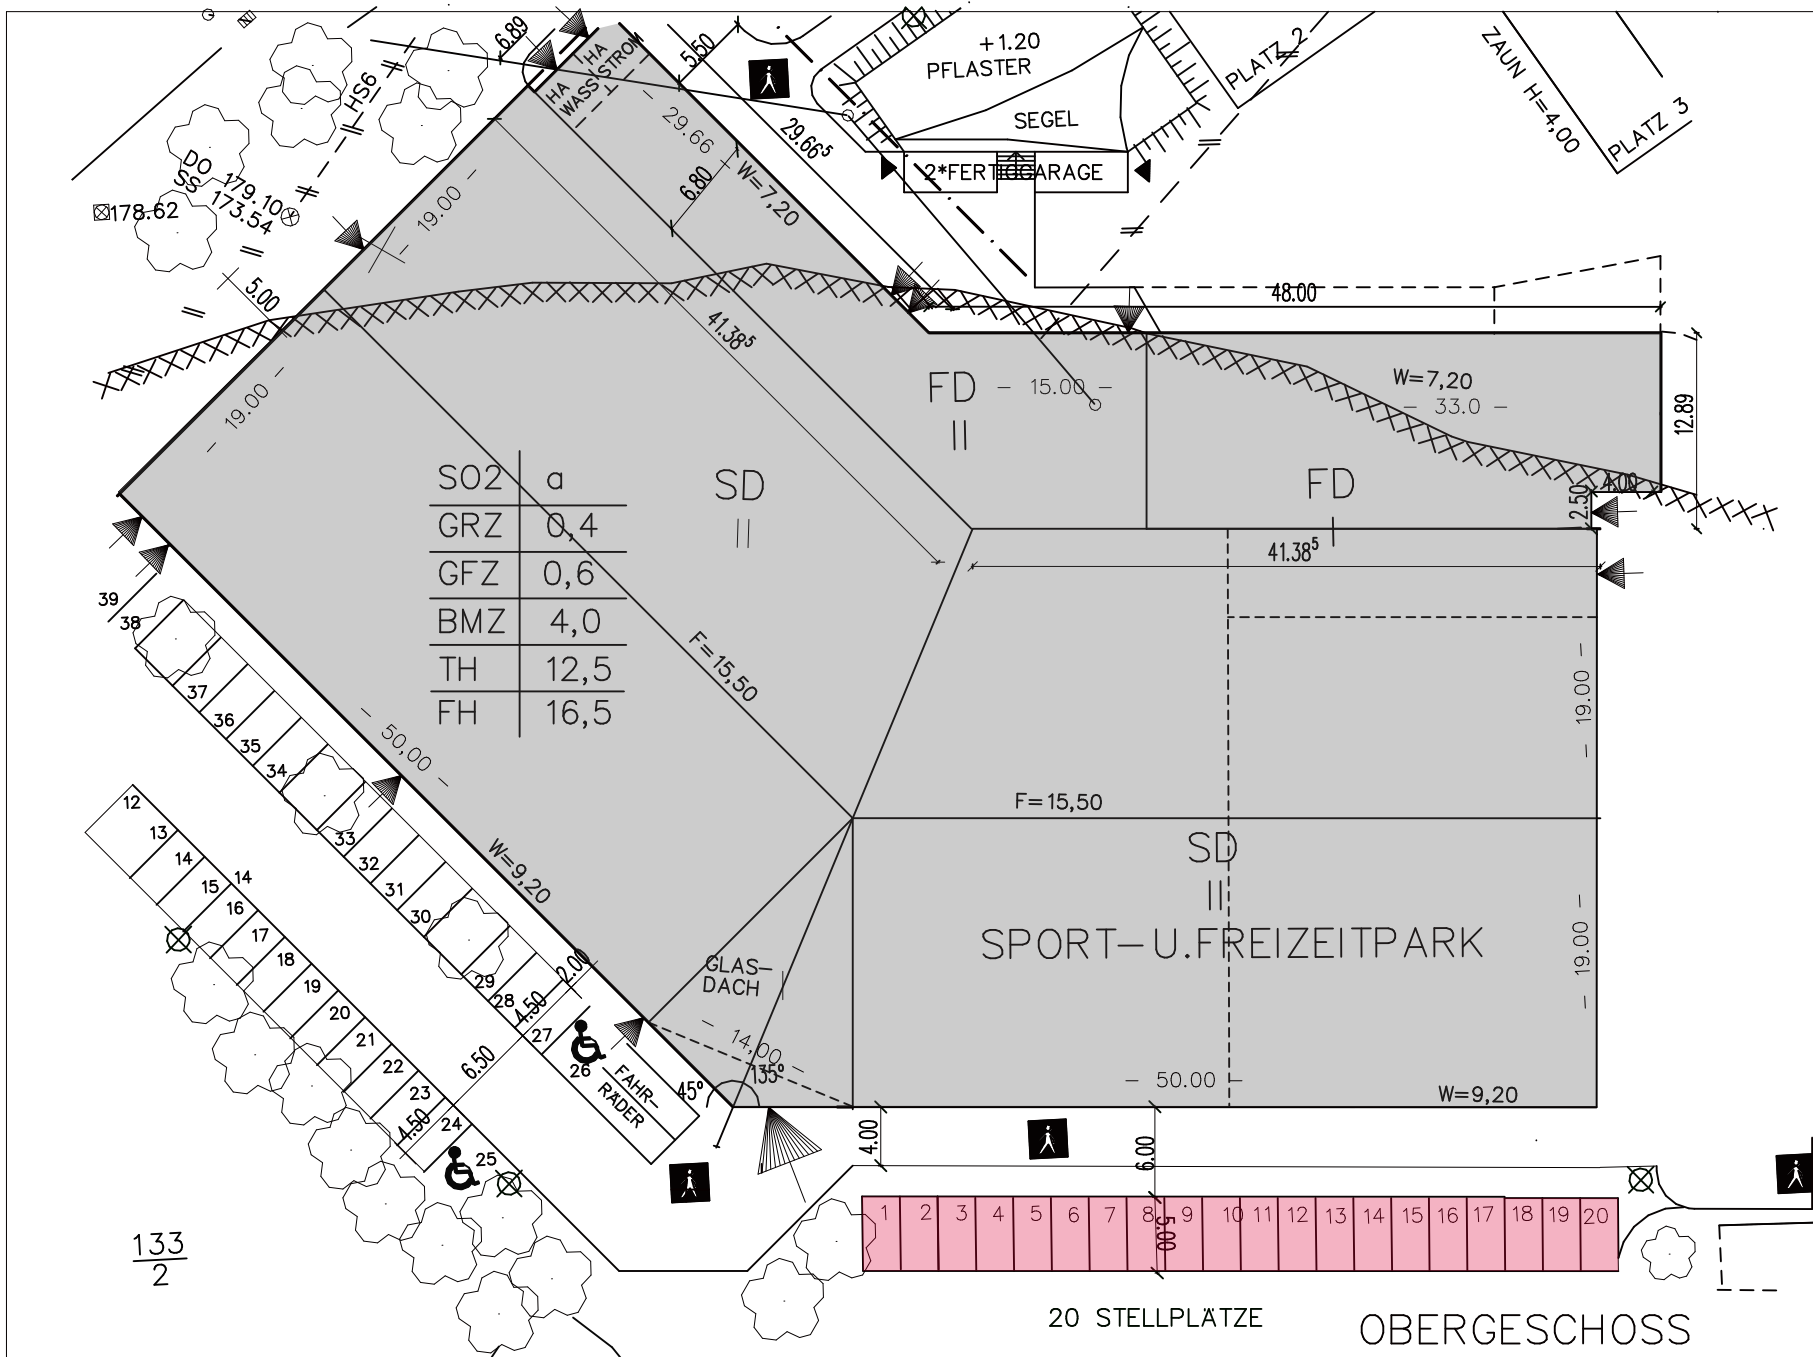 6.89
HA
STROM
HA
WASS.
5.50
+1.20
PFLASTER
SEGEL
2*FERTIGGARAGE
PLATZ 2
ZAUN H=4,00
PLATZ 3
HS6
DO 179.10
SS 173.54
178.62
5.00
- 19.00 -
- 29.66 -
29.66⁵
6.80
W=7,20
41.38⁵
48.00
- 19.00 -
FD
II
- 15.00 -
W=7,20
- 33.0 -
12.89
FD
2.50
4.00
SD
II
SO2 a
GRZ 0,4
GFZ 0,6
BMZ 4,0
TH 12,5
FH 16,5
41.38⁵
F=15,50
- 19.00 -
F=15,50
- 50,00 -
W=9,20
SD
II
SPORT-U.FREIZEITPARK
- 19.00 -
GLAS-
DACH
- 14,00 -
- 50.00 -
W=9,20
45°
135°
39
38
37
36
35
34
33
32
31
30
29
28
27
26
2.00
4.50
6.50
4.50
FAHR-
RÄDER
12
13
14
14
15
16
17
18
19
20
21
22
23
24
25
4.00
6.00
5.00
1 2 3 4 5 6 7 8 9 10 11 12 13 14 15 16 17 18 19 20
133
2
20 STELLPLÄTZE
OBERGESCHOSS